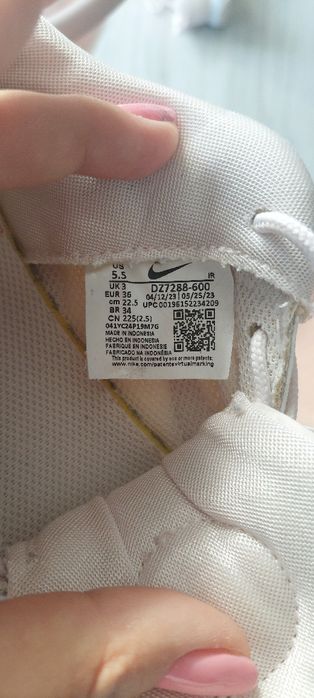 US
5.5
IR
UK 3
DZ7288-600
EUR 36
04/12/23 | 05/25/23
cm 22.5
UPC 00196152234209
BR 34
CN 225(2.5)
041YC24P19M7G
MADE IN INDONESIA
HECHO EN INDONESIA
FABRIQUE EN INDONESIE
FABRICADO NA INDONÉSIA
This product is covered by one or more patents.
www.nike.com/patentsvirtualmarking